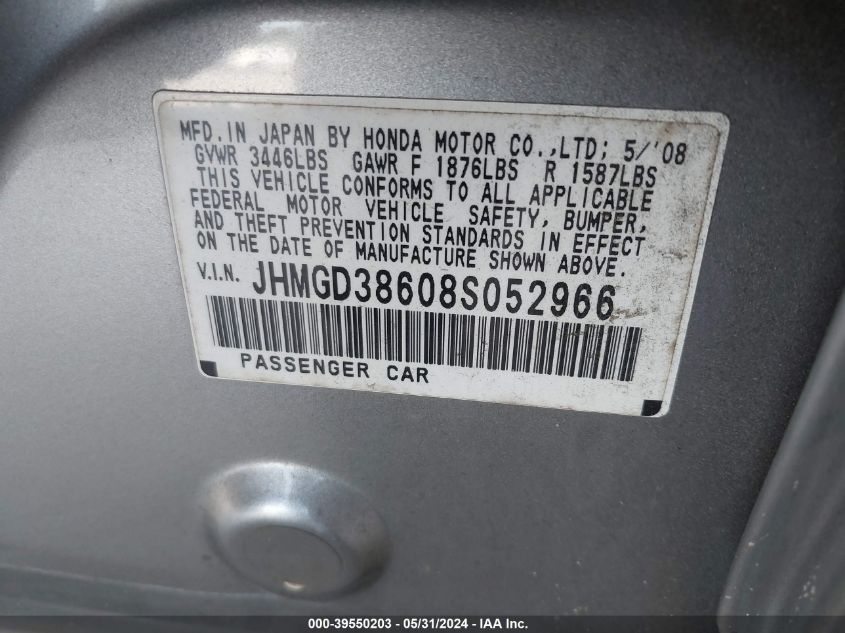 MFD. IN JAPAN BY HONDA MOTOR CO.,LTD; 5/'08
GVWR 3446LBS GAWR F 1876LBS R 1587LBS
THIS VEHICLE CONFORMS TO ALL APPLICABLE
FEDERAL MOTOR VEHICLE SAFETY, BUMPER,
AND THEFT PREVENTION STANDARDS IN EFFECT
ON THE DATE OF MANUFACTURE SHOWN ABOVE.
V.I.N. JHMGD38608S052966
PASSENGER CAR
000-39550203 - 05/31/2024 - IAA Inc.